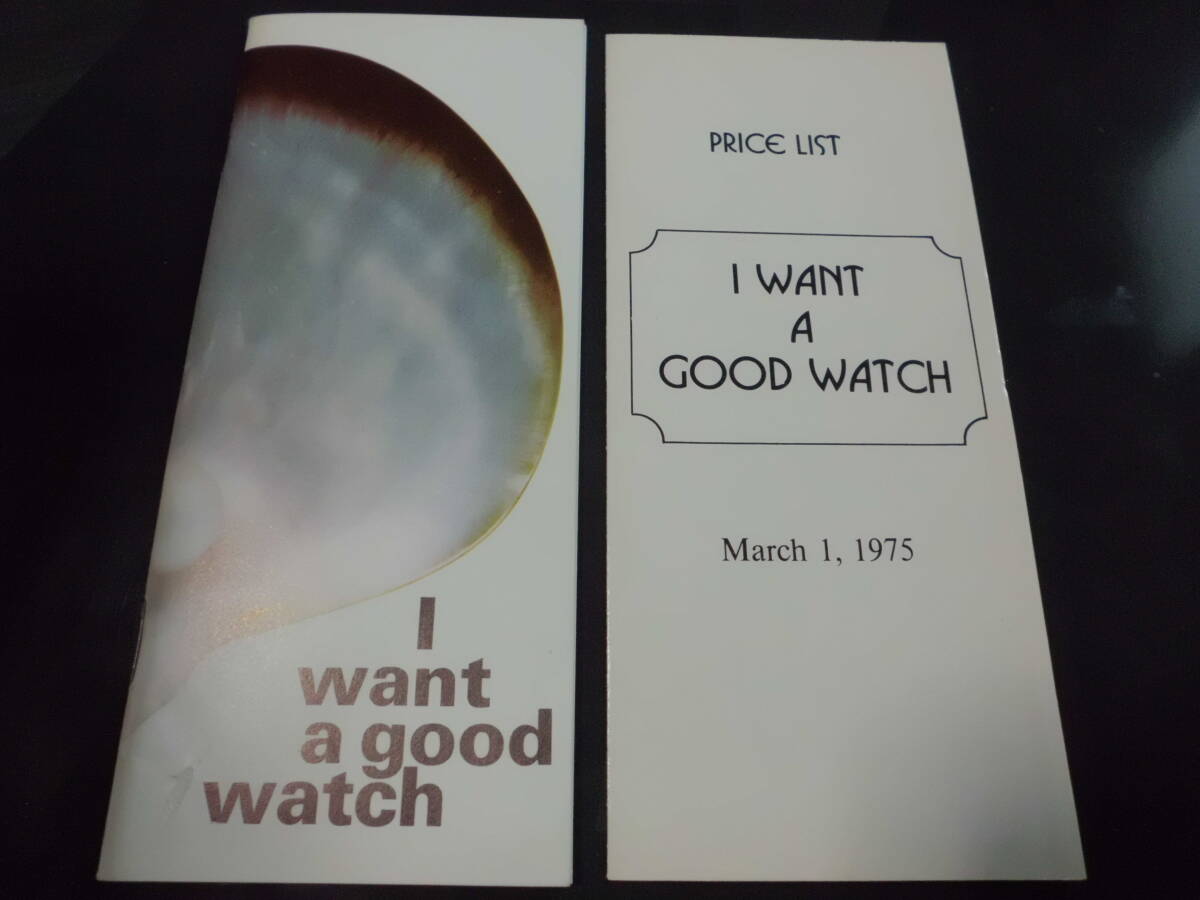 I
want
a good
watch
PRICE LIST
I WANT
A
GOOD WATCH
March 1, 1975